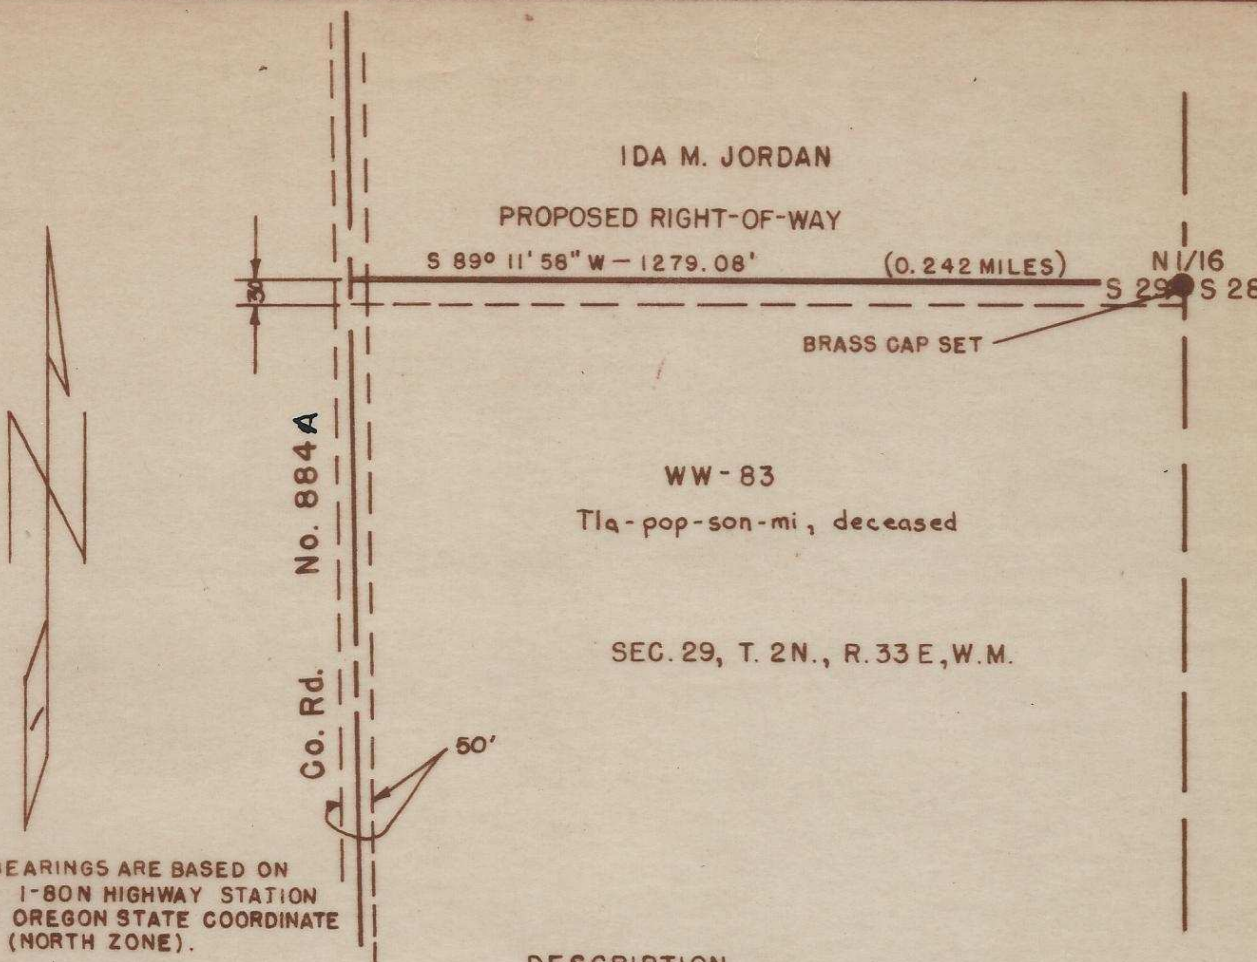 IDA M. JORDAN
PROPOSED RIGHT-OF-WAY
S 89° 11' 58" W — 1279.08' (0.242 MILES)
N 1/16
S 29 S 28
30
BRASS CAP SET
Co. Rd. No. 884A
WW-83
Tla-pop-son-mi, deceased
SEC. 29, T. 2N., R. 33 E, W.M.
50'
BEARINGS ARE BASED ON
I-80N HIGHWAY STATION
OREGON STATE COORDINATE
(NORTH ZONE).
DESCRIPTION